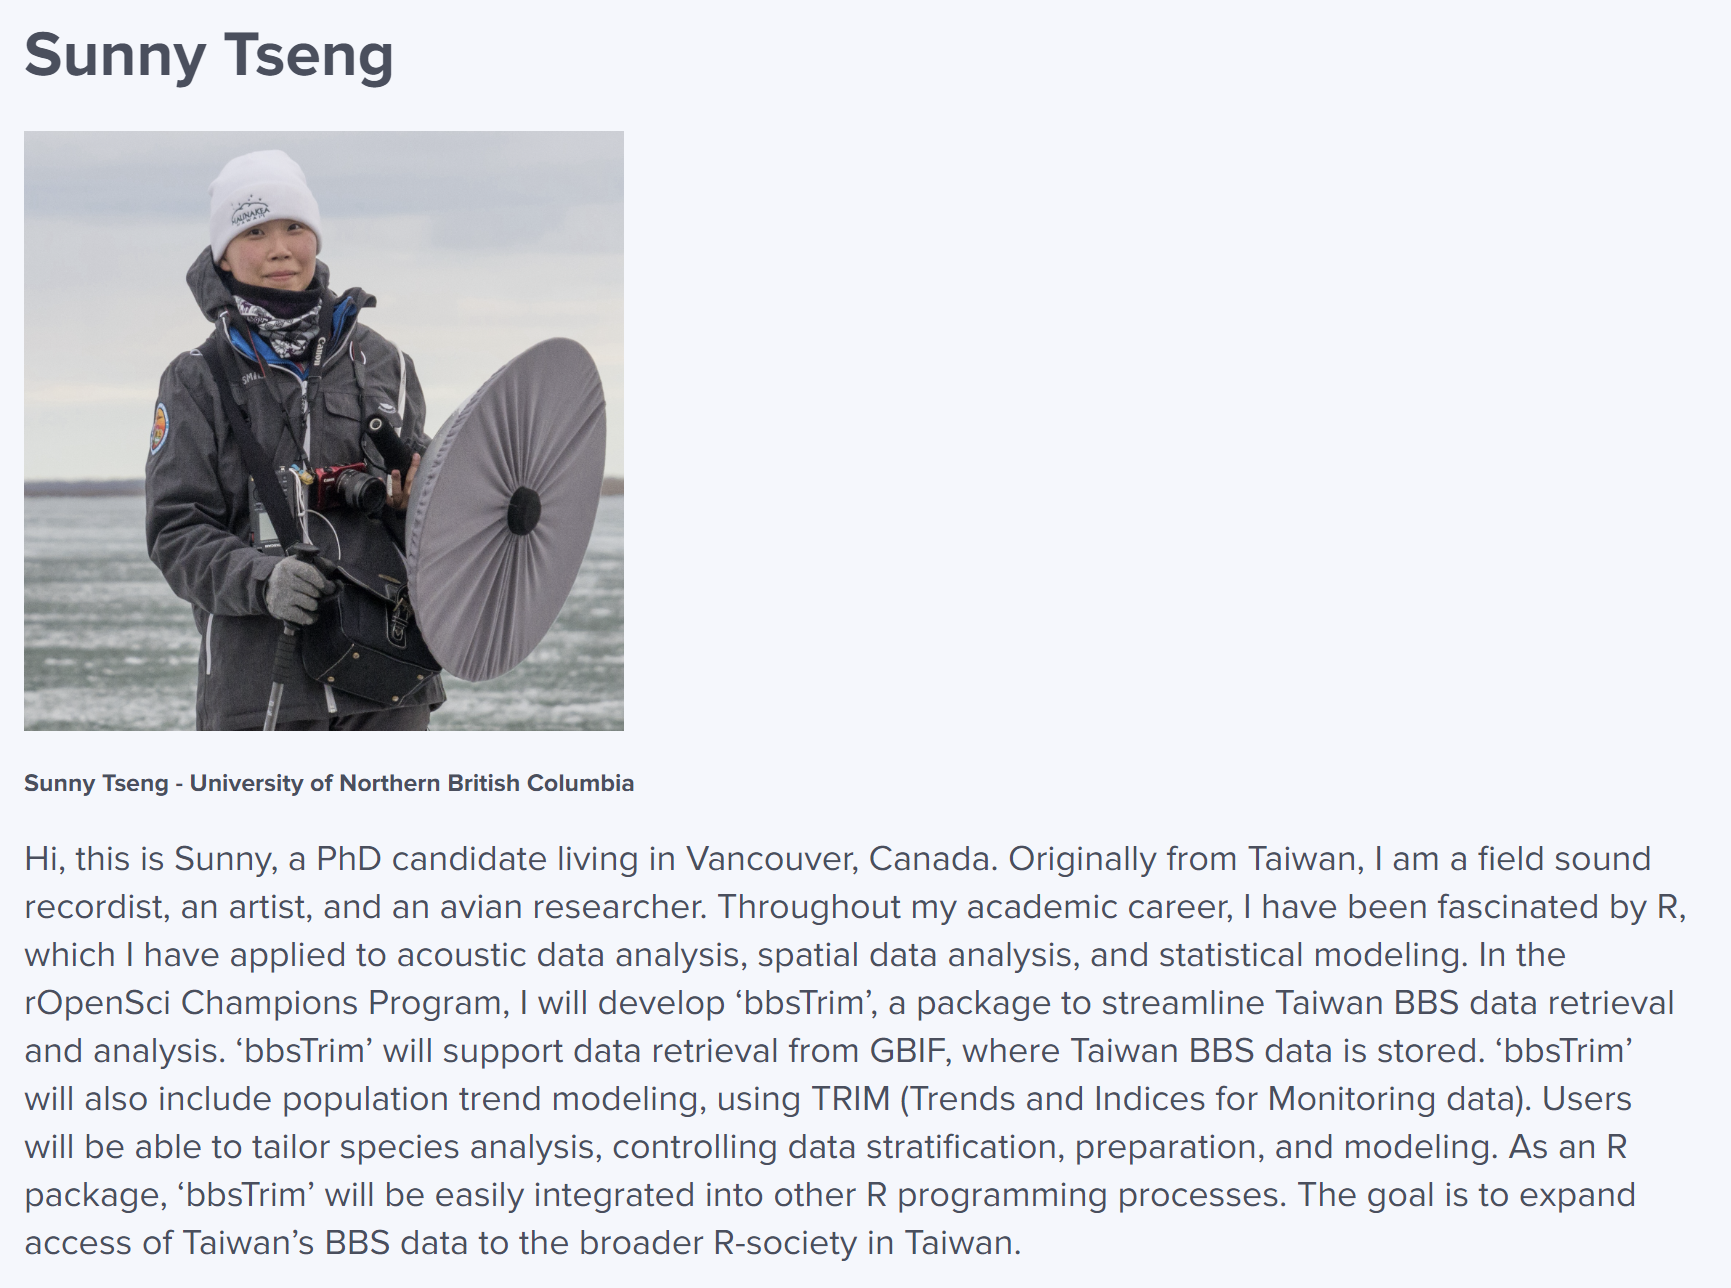 Sunny Tseng
MAUNAKEA
HAWAII
Canon
SMI
Canon
Sunny Tseng - University of Northern British Columbia
Hi, this is Sunny, a PhD candidate living in Vancouver, Canada. Originally from Taiwan, I am a field sound
recordist, an artist, and an avian researcher. Throughout my academic career, I have been fascinated by R,
which I have applied to acoustic data analysis, spatial data analysis, and statistical modeling. In the
rOpenSci Champions Program, I will develop ‘bbsTrim’, a package to streamline Taiwan BBS data retrieval
and analysis. ‘bbsTrim’ will support data retrieval from GBIF, where Taiwan BBS data is stored. ‘bbsTrim’
will also include population trend modeling, using TRIM (Trends and Indices for Monitoring data). Users
will be able to tailor species analysis, controlling data stratification, preparation, and modeling. As an R
package, ‘bbsTrim’ will be easily integrated into other R programming processes. The goal is to expand
access of Taiwan’s BBS data to the broader R-society in Taiwan.